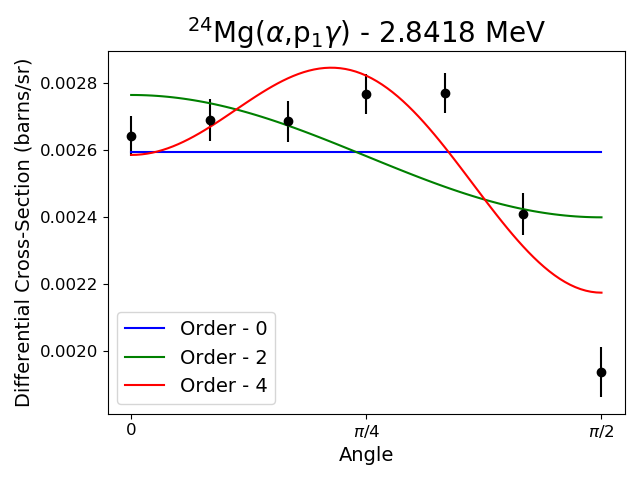 ²⁴Mg(α,p₁γ) - 2.8418 MeV
Differential Cross-Section (barns/sr)
0.0028
0.0026
0.0024
0.0022
0.0020
Order - 0
Order - 2
Order - 4
0
π/4
π/2
Angle